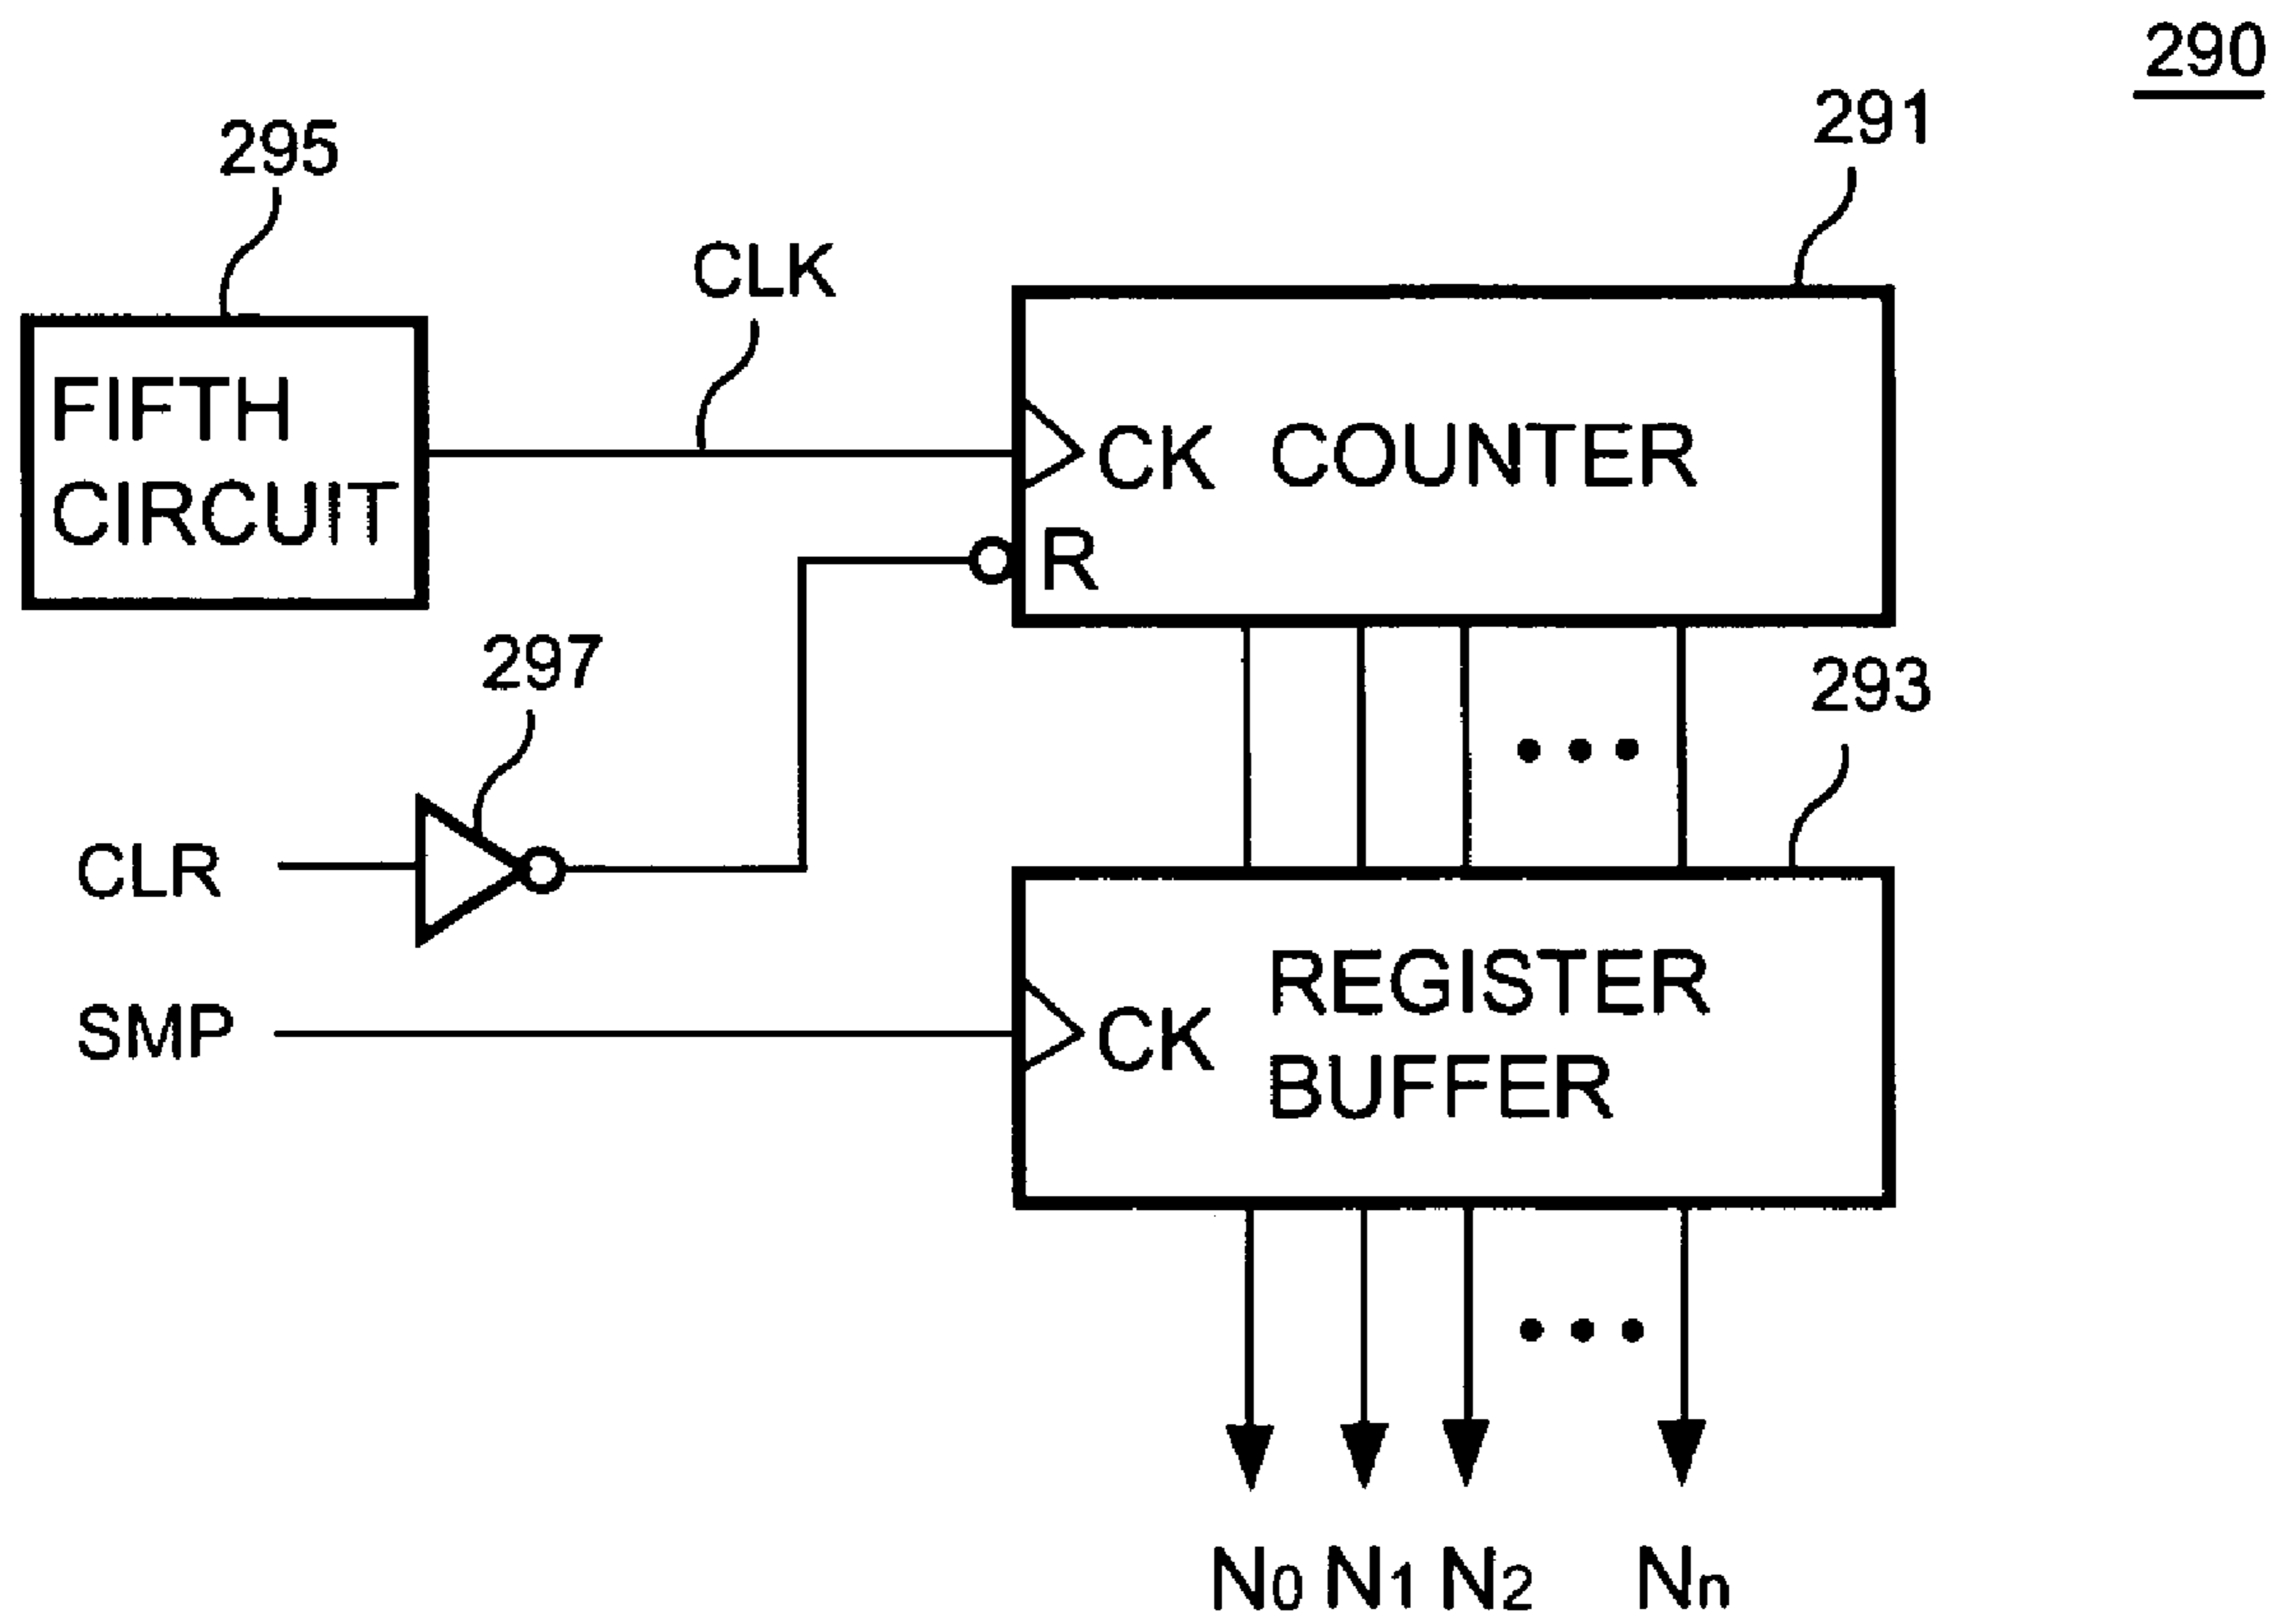 290
291
295
CLK
FIFTH
CIRCUIT
CK COUNTER
R
297
293
CLR
SMP
CK
REGISTER
BUFFER
N0 N1 N2 Nn